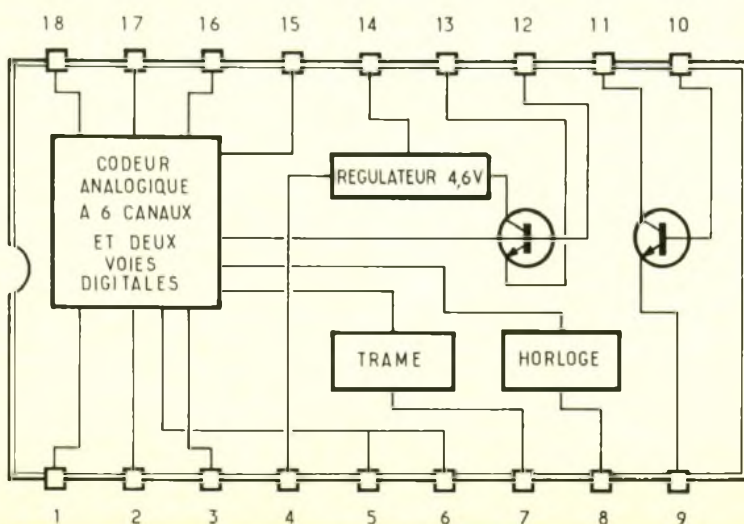 18 17 16 15 14 13 12 11 10
CODEUR
ANALOGIQUE
A 6 CANAUX
ET DEUX
VOIES
DIGITALES
REGULATEUR 4,6V
TRAME
HORLOGE
1 2 3 4 5 6 7 8 9